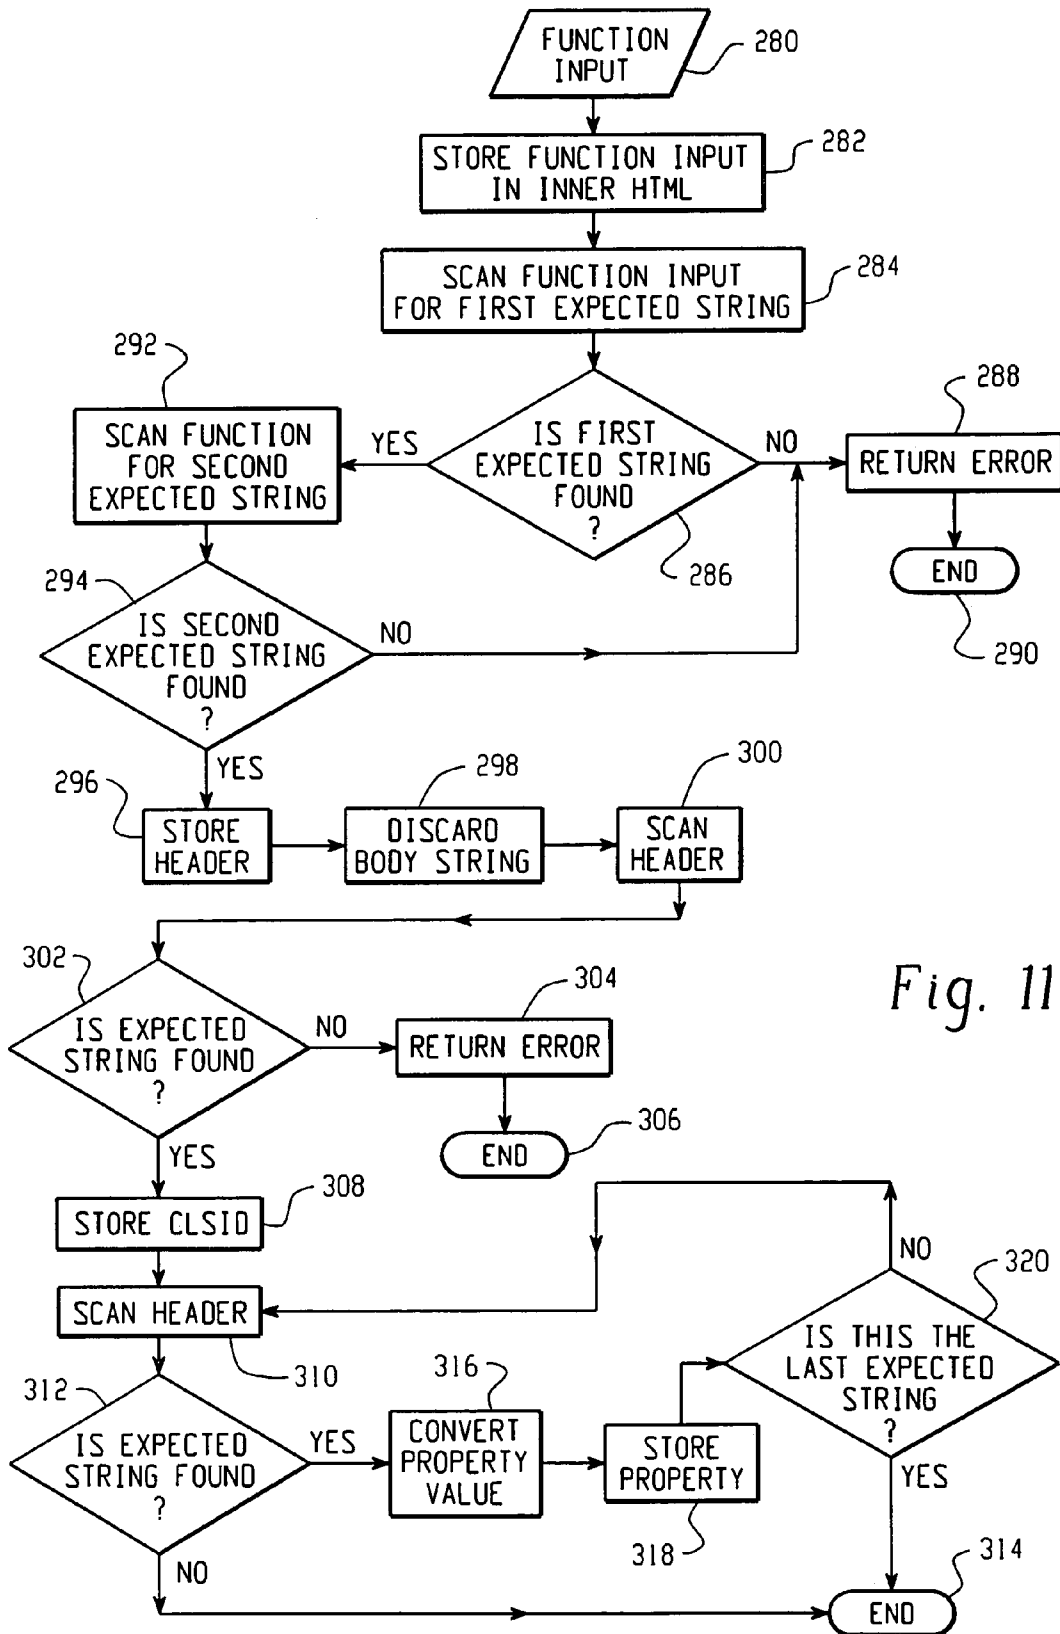 FUNCTION
INPUT
280
STORE FUNCTION INPUT
IN INNER HTML
282
SCAN FUNCTION INPUT
FOR FIRST EXPECTED STRING
284
292
SCAN FUNCTION
FOR SECOND
EXPECTED STRING
YES
IS FIRST
EXPECTED STRING
FOUND
?
286
NO
288
RETURN ERROR
END
290
294
IS SECOND
EXPECTED STRING
FOUND
?
NO
YES
296
STORE
HEADER
298
DISCARD
BODY STRING
300
SCAN
HEADER
Fig. 11
302
IS EXPECTED
STRING FOUND
?
NO
304
RETURN ERROR
END
306
YES
308
STORE CLSID
SCAN HEADER
310
312
IS EXPECTED
STRING FOUND
?
YES
316
CONVERT
PROPERTY
VALUE
STORE
PROPERTY
318
NO
320
IS THIS THE
LAST EXPECTED
STRING
?
YES
NO
314
END